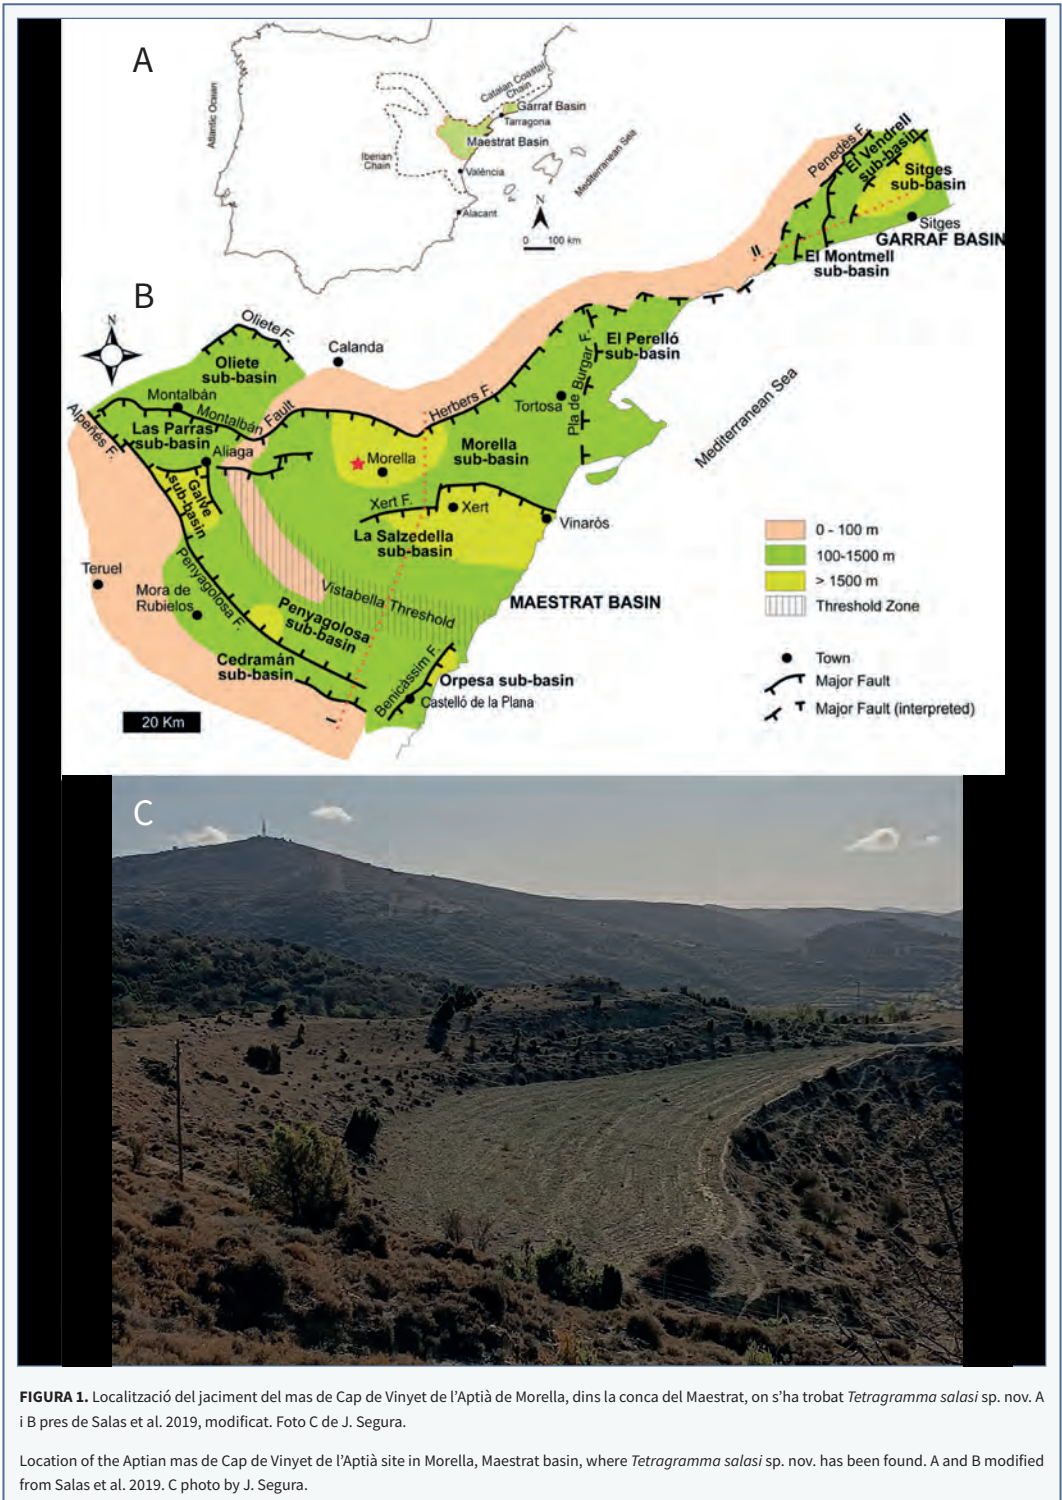 A
Atlantic Ocean
Catalan Coastal
Chain
Garraf Basin
Tarragona
Maestrat Basin
Iberian
Chain
València
Mediterranean Sea
Alacant
N
0 100 km
B
N
Penedès F.
El Vendrell
sub-basin
Sitges
sub-basin
Sitges
GARRAF BASIN
II
El Montmell
sub-basin
Oliete F.
Oliete
sub-basin
Calanda
El Perelló
sub-basin
Pla de Burgar F.
Montalbán
Montalbán Fault
Herbers F.
Tortosa
Alpeñés F.
Las Parras
sub-basin
Aliaga
Morella
Morella
sub-basin
Mediterranean Sea
Galve
sub-basin
Xert F.
Xert
Vinaròs
La Salzedella
sub-basin
0 - 100 m
100-1500 m
> 1500 m
Threshold Zone
Teruel
Mora de
Rubielos
Penyagolosa F.
Vistabella Threshold
MAESTRAT BASIN
Penyagolosa
sub-basin
Cedramán
sub-basin
Benicàssim F.
Orpesa sub-basin
Castelló de la Plana
I
20 Km
Town
Major Fault
Major Fault (interpreted)
C
FIGURA 1. Localització del jaciment del mas de Cap de Vinyet de l’Aptià de Morella, dins la conca del Maestrat, on s’ha trobat Tetragramma salasi sp. nov. A
i B pres de Salas et al. 2019, modificat. Foto C de J. Segura.
Location of the Aptian mas de Cap de Vinyet de l’Aptià site in Morella, Maestrat basin, where Tetragramma salasi sp. nov. has been found. A and B modified
from Salas et al. 2019. C photo by J. Segura.